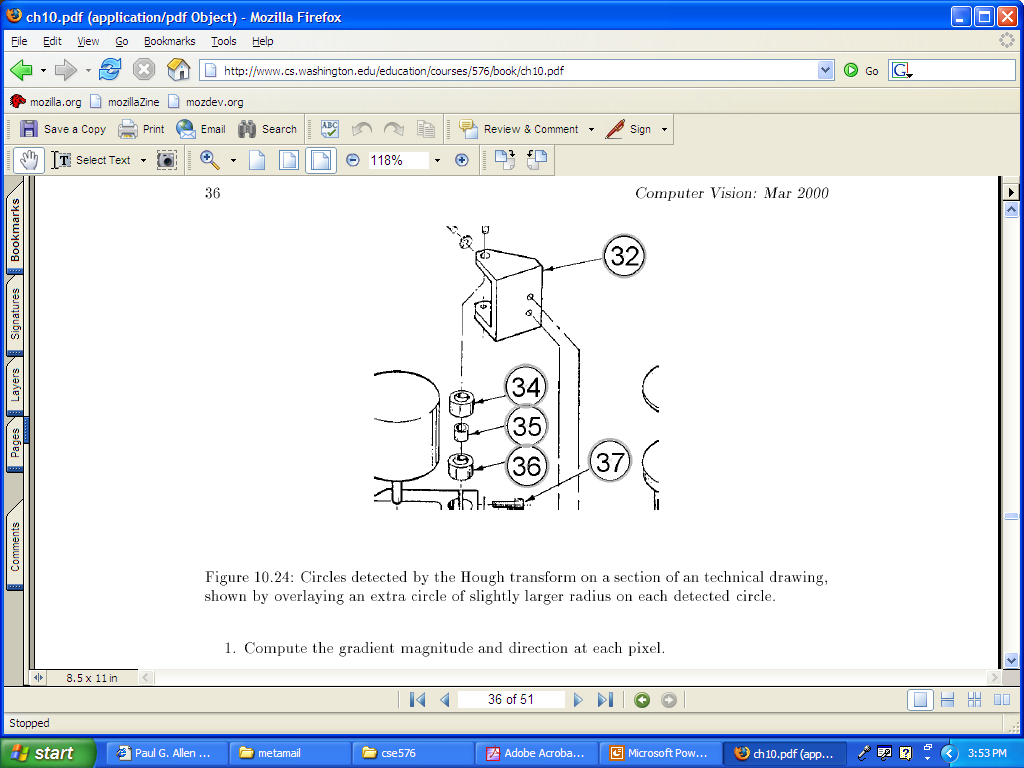 ch10.pdf (application/pdf Object) - Mozilla Firefox
File Edit View Go Bookmarks Tools Help
http://www.cs.washington.edu/education/courses/576/book/ch10.pdf Go G
mozilla.org mozillaZine mozdev.org
Save a Copy Print Email Search ABC Review & Comment Sign
T Select Text 118%
Bookmarks
Signatures
Layers
Pages
Comments
36 Computer Vision: Mar 2000
32
34
35
36
37
Figure 10.24: Circles detected by the Hough transform on a section of an technical drawing,
shown by overlaying an extra circle of slightly larger radius on each detected circle.
1. Compute the gradient magnitude and direction at each pixel.
8.5 x 11 in
36 of 51
Stopped
start Paul G. Allen ... metamail cse576 Adobe Acroba... Microsoft Pow... ch10.pdf (app... 3:53 PM